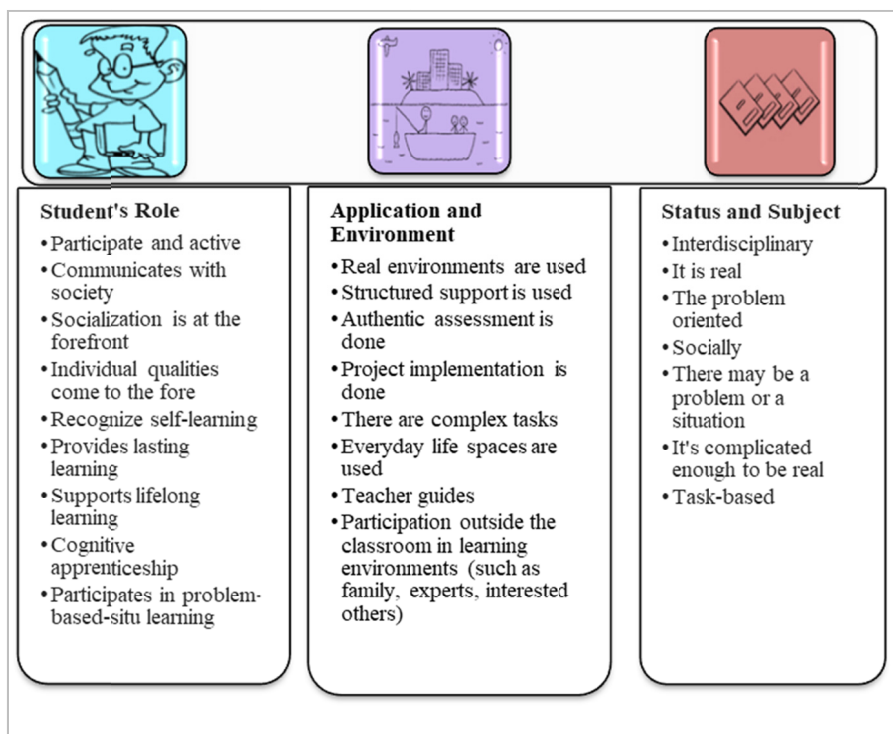 Student's Role
• Participate and active
• Communicates with
society
• Socialization is at the
forefront
• Individual qualities
come to the fore
• Recognize self-learning
• Provides lasting
learning
• Supports lifelong
learning
• Cognitive
apprenticeship
• Participates in problem-
based-situ learning
Application and
Environment
• Real environments are used
• Structured support is used
• Authentic assessment is
done
• Project implementation is
done
• There are complex tasks
• Everyday life spaces are
used
• Teacher guides
• Participation outside the
classroom in learning
environments (such as
family, experts, interested
others)
Status and Subject
• Interdisciplinary
• It is real
• The problem
oriented
• Socially
• There may be a
problem or a
situation
• It's complicated
enough to be real
• Task-based